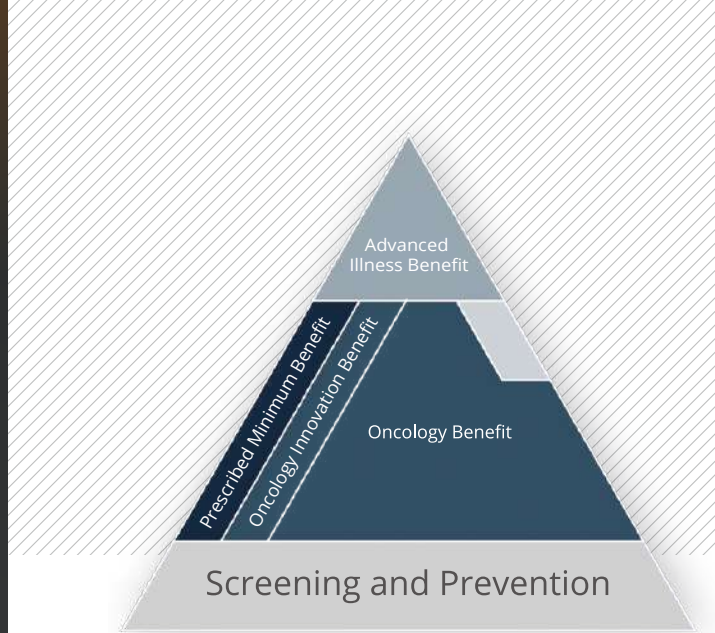 Advanced
Illness Benefit
Prescribed Minimum Benefit
Oncology Innovation Benefit
Oncology Benefit
Screening and Prevention